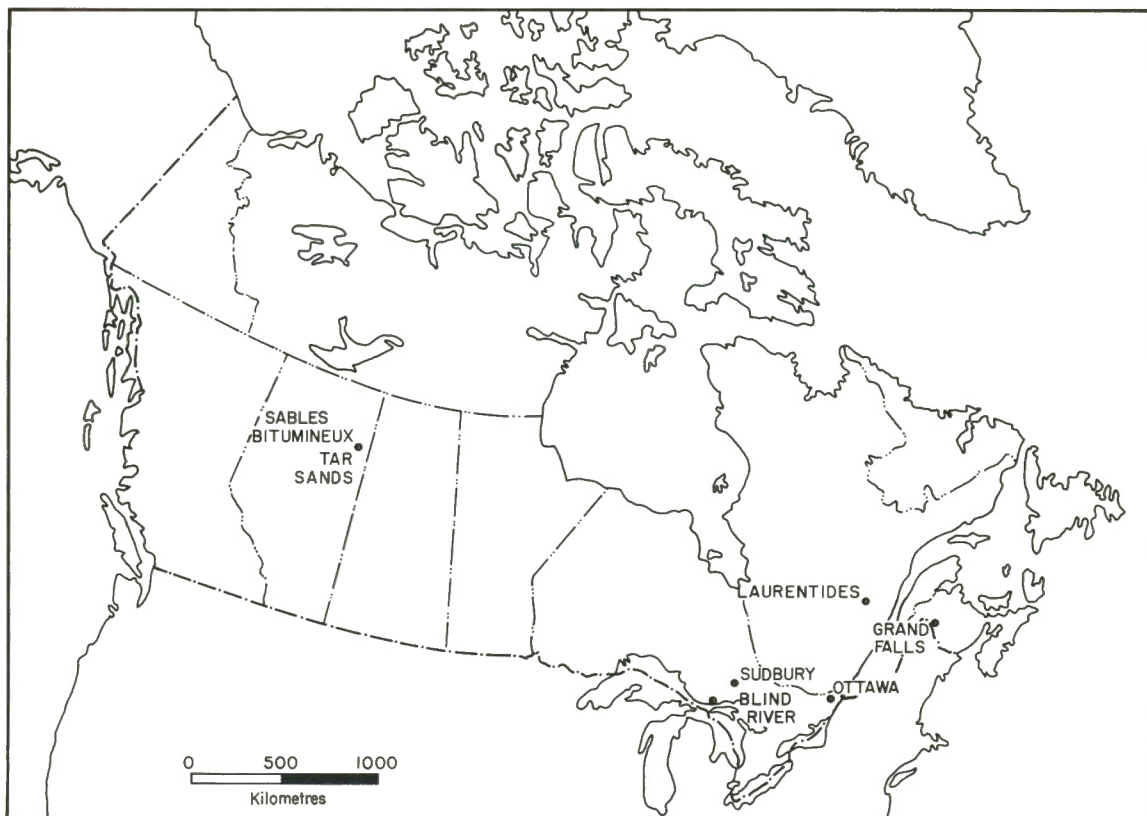 SABLES
BITUMINEUX
TAR
SANDS
LAURENTIDES
GRAND
FALLS
SUDBURY
OTTAWA
BLIND
RIVER
0 500 1000
Kilometres